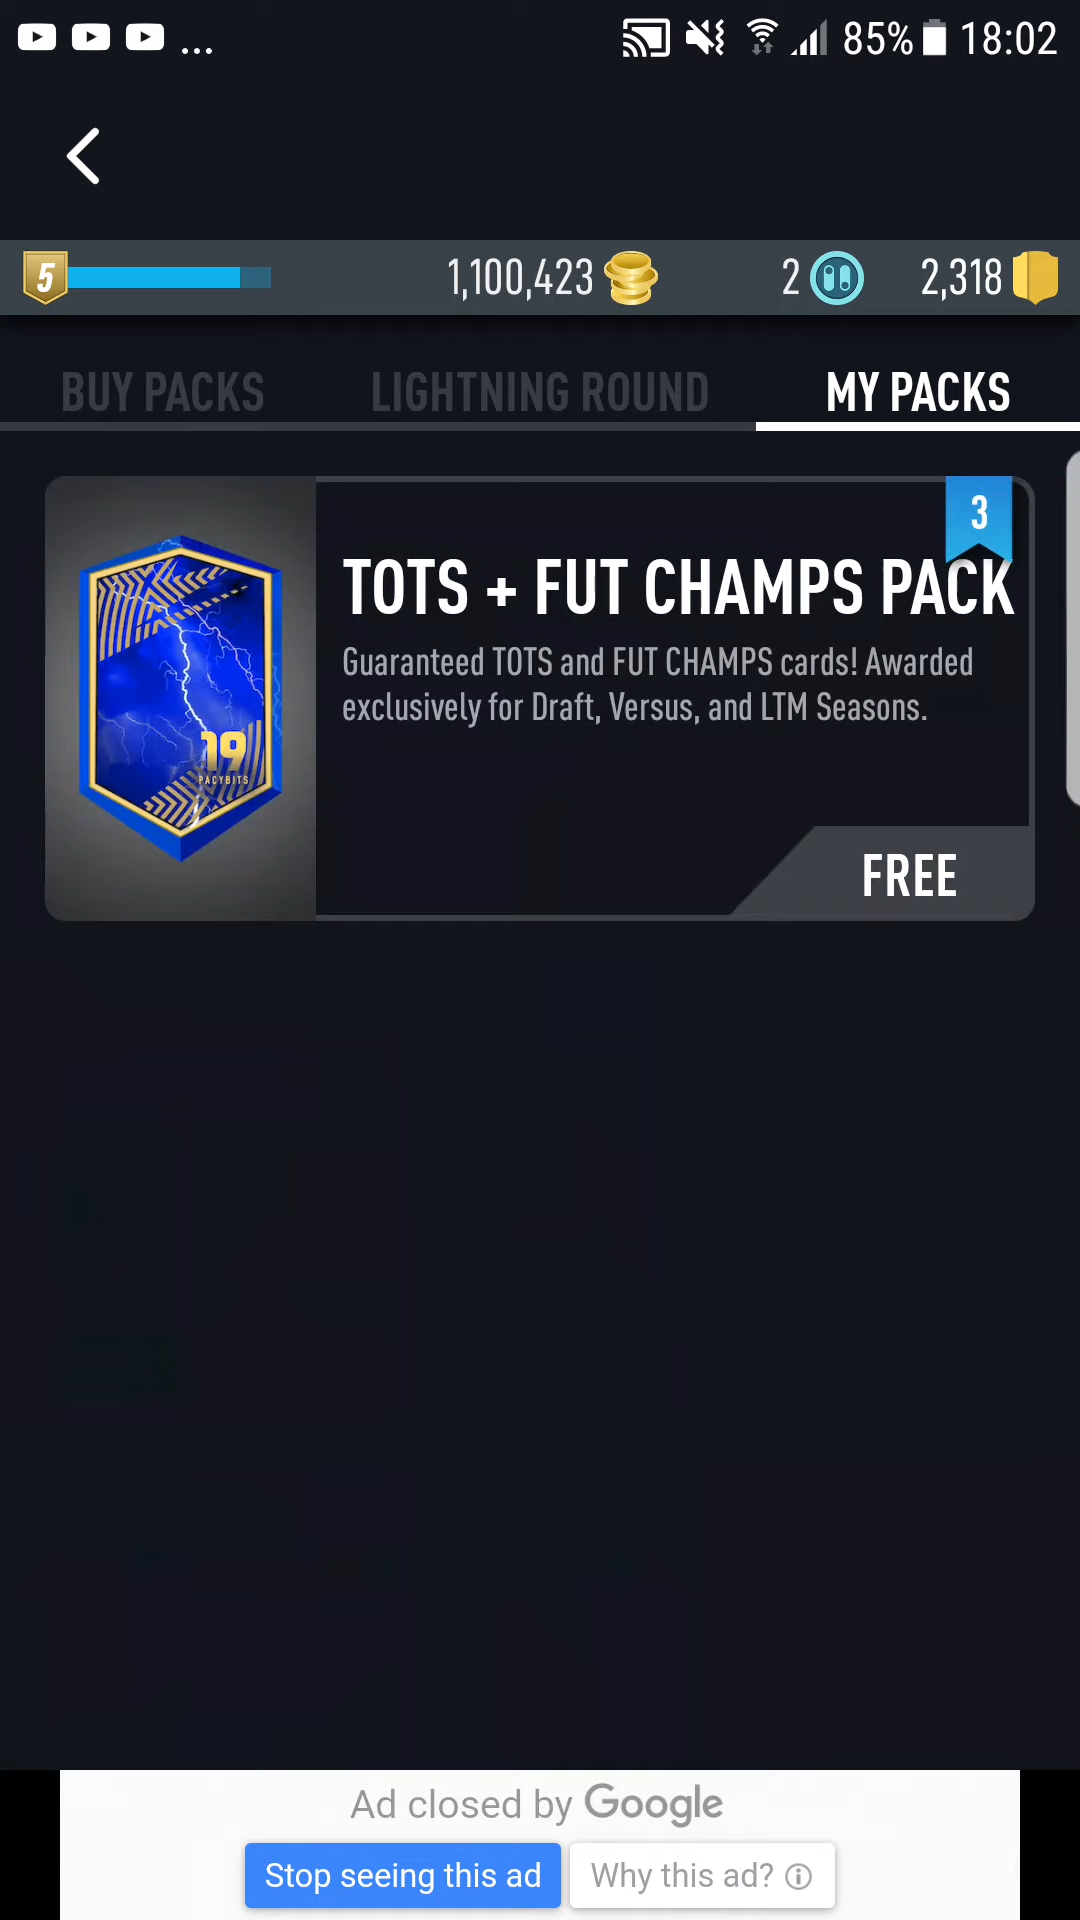 ... 85% 18:02
5 1,100,423 2 2,318
BUY PACKS LIGHTNING ROUND MY PACKS
3
TOTS + FUT CHAMPS PACK
Guaranteed TOTS and FUT CHAMPS cards! Awarded
exclusively for Draft, Versus, and LTM Seasons.
19
PACYBITS
FREE
Ad closed by Google
Stop seeing this ad Why this ad?